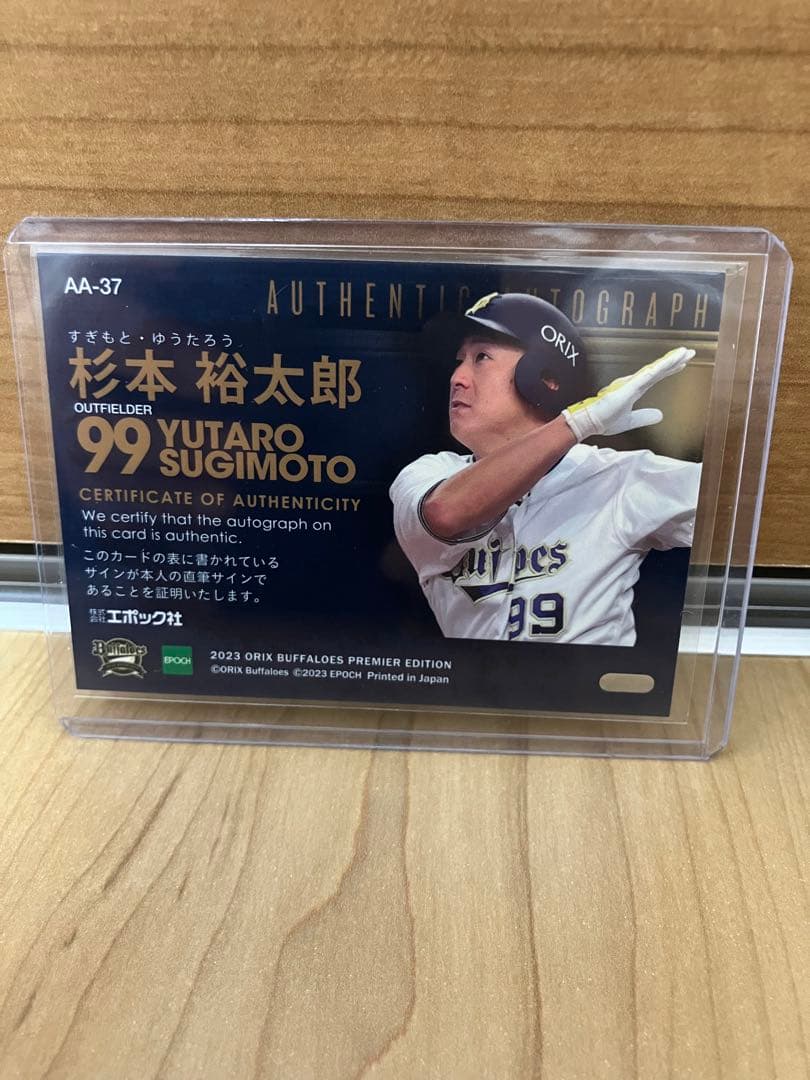 AA-37
AUTHENTIC AUTOGRAPH
すぎもと・ゆうたろう
杉本 裕太郎
OUTFIELDER
99 YUTARO
SUGIMOTO
CERTIFICATE OF AUTHENTICITY
We certify that the autograph on
this card is authentic.
このカードの表に書かれている
サインが本人の直筆サインで
あることを証明いたします。
株式会社エポック社
ORIX
Buffaloes
99
Buffaloes
EPOCH
2023 ORIX BUFFALOES PREMIER EDITION
©ORIX Buffaloes ©2023 EPOCH Printed in Japan